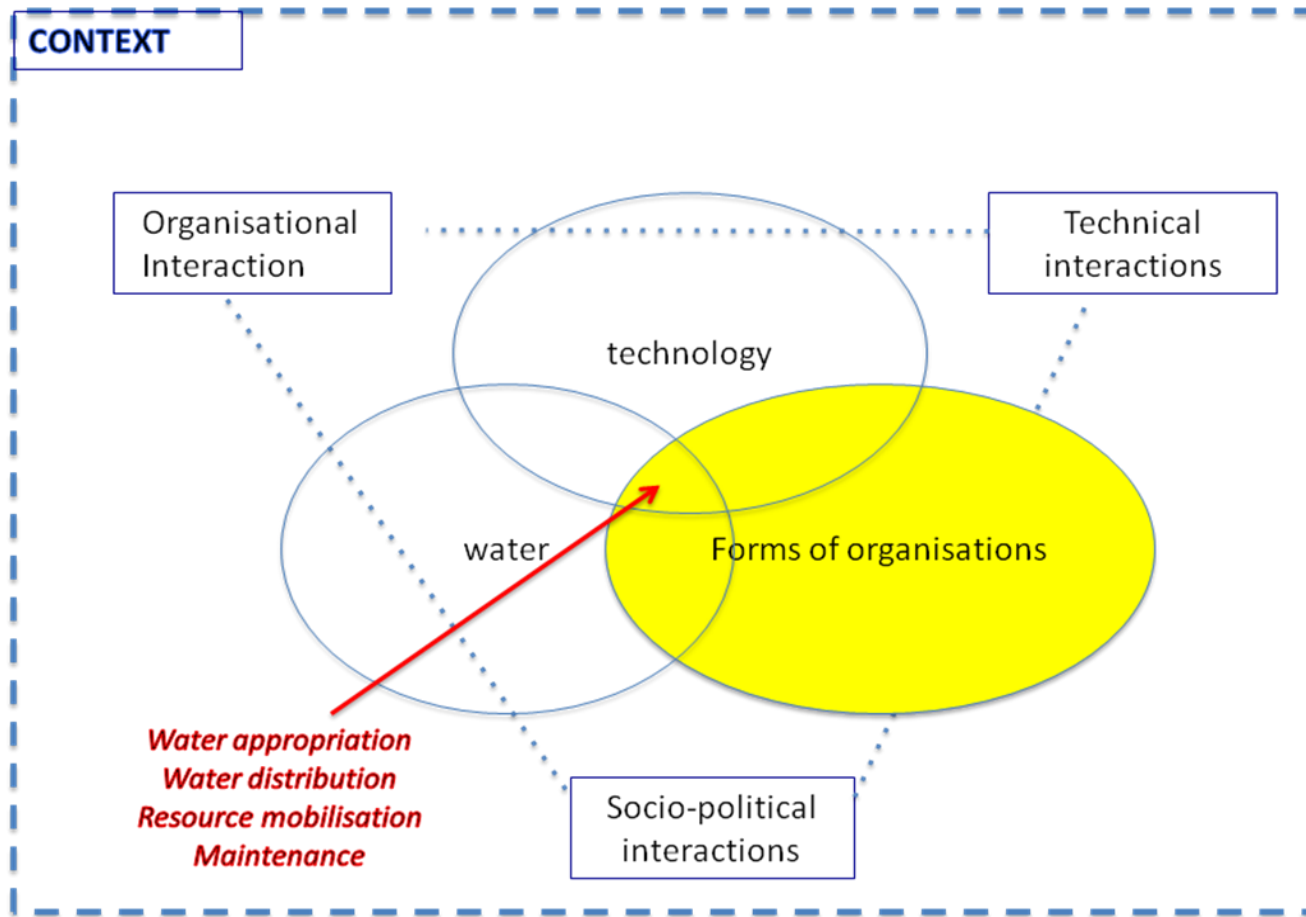 CONTEXT
Organisational
Interaction
Technical
interactions
technology
water
Forms of organisations
Water appropriation
Water distribution
Resource mobilisation
Maintenance
Socio-political
interactions